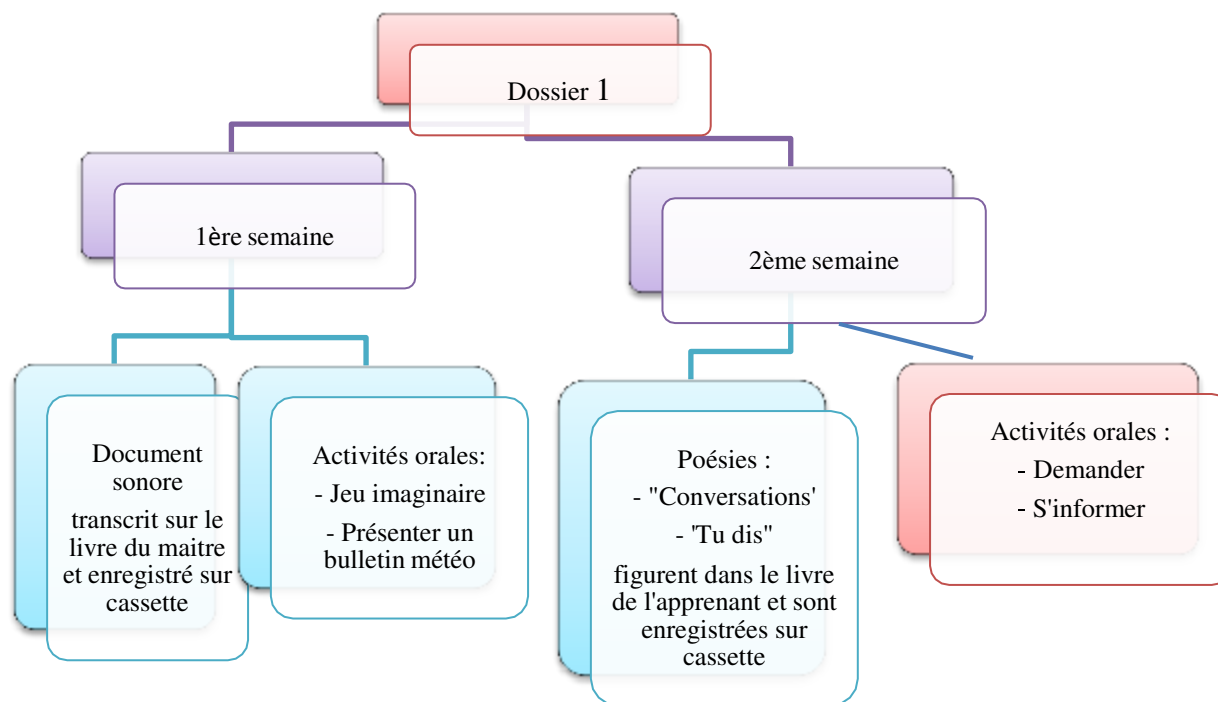 Dossier 1
1ère semaine
2ème semaine
Document
sonore
transcrit sur le
livre du maitre
et enregistré sur
cassette
Activités orales:
- Jeu imaginaire
- Présenter un
bulletin météo
Poésies :
- "Conversations'
- 'Tu dis"
figurent dans le livre
de l'apprenant et sont
enregistrées sur
cassette
Activités orales :
- Demander
- S'informer